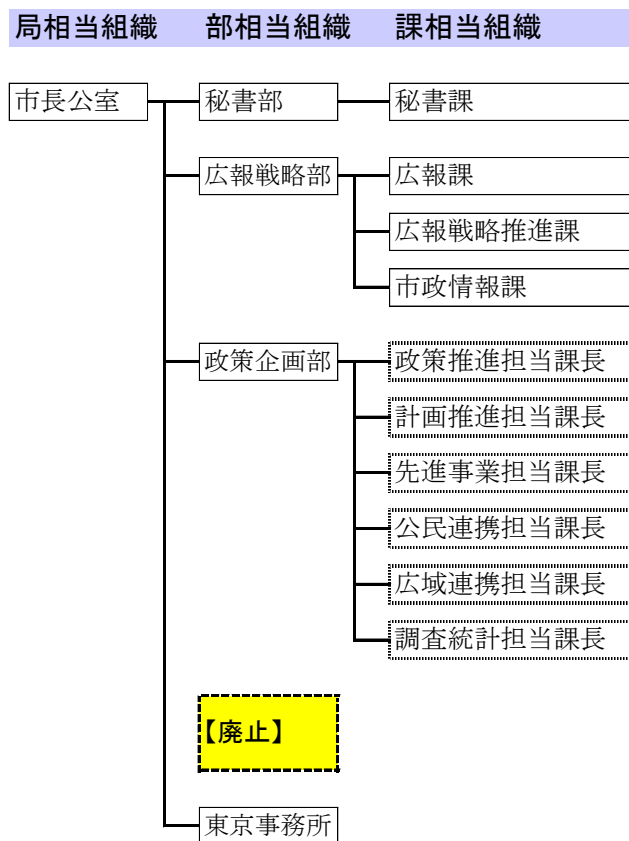 局相当組織 部相当組織 課相当組織
市長公室 秘書部 秘書課
広報戦略部 広報課
広報戦略推進課
市政情報課
政策企画部 政策推進担当課長
計画推進担当課長
先進事業担当課長
公民連携担当課長
広域連携担当課長
調査統計担当課長
【廃止】
東京事務所